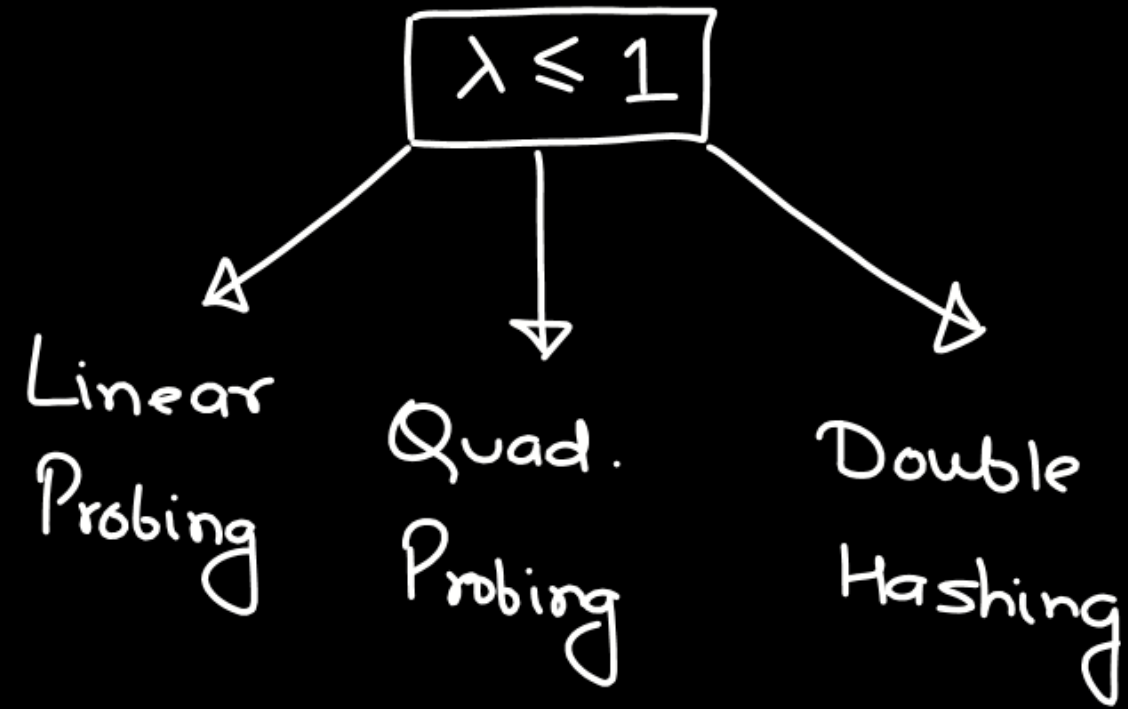 λ ≤ 1
Linear
Probing
Quad.
Probing
Double
Hashing